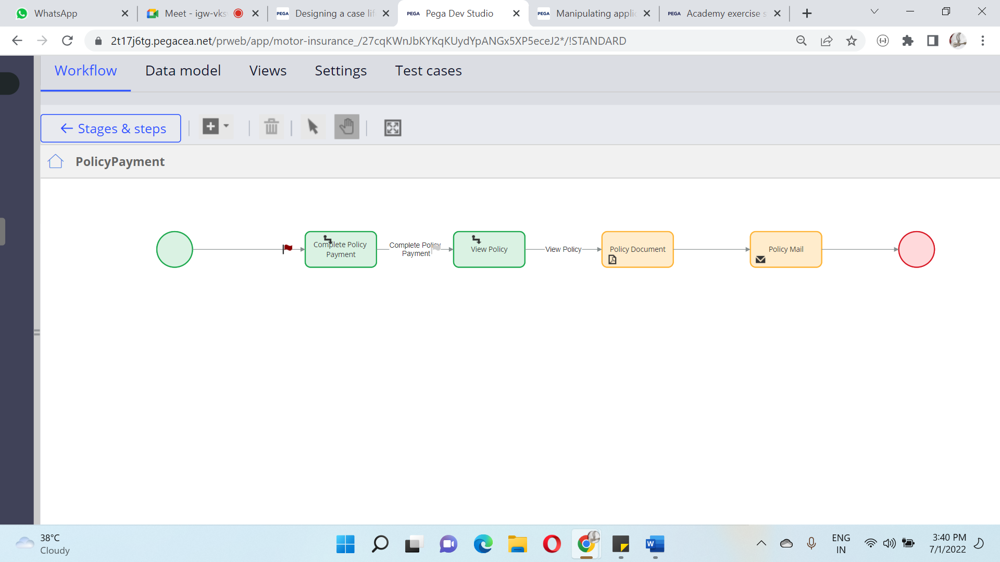 WhatsApp
Meet - igw-vks
PEGA Designing a case lif
PEGA Pega Dev Studio
PEGA Manipulating applic
PEGA Academy exercise s
2t17j6tg.pegacea.net/prweb/app/motor-insurance_/27cqKWnJbKYKqKUydYpANGx5XP5eceJ2*/!STANDARD
Workflow
Data model
Views
Settings
Test cases
Stages & steps
PolicyPayment
Complete Policy
Payment
Complete Policy
Payment
View Policy
View Policy
Policy Document
Policy Mail
38°C
Cloudy
W
ENG
IN
3:40 PM
7/1/2022